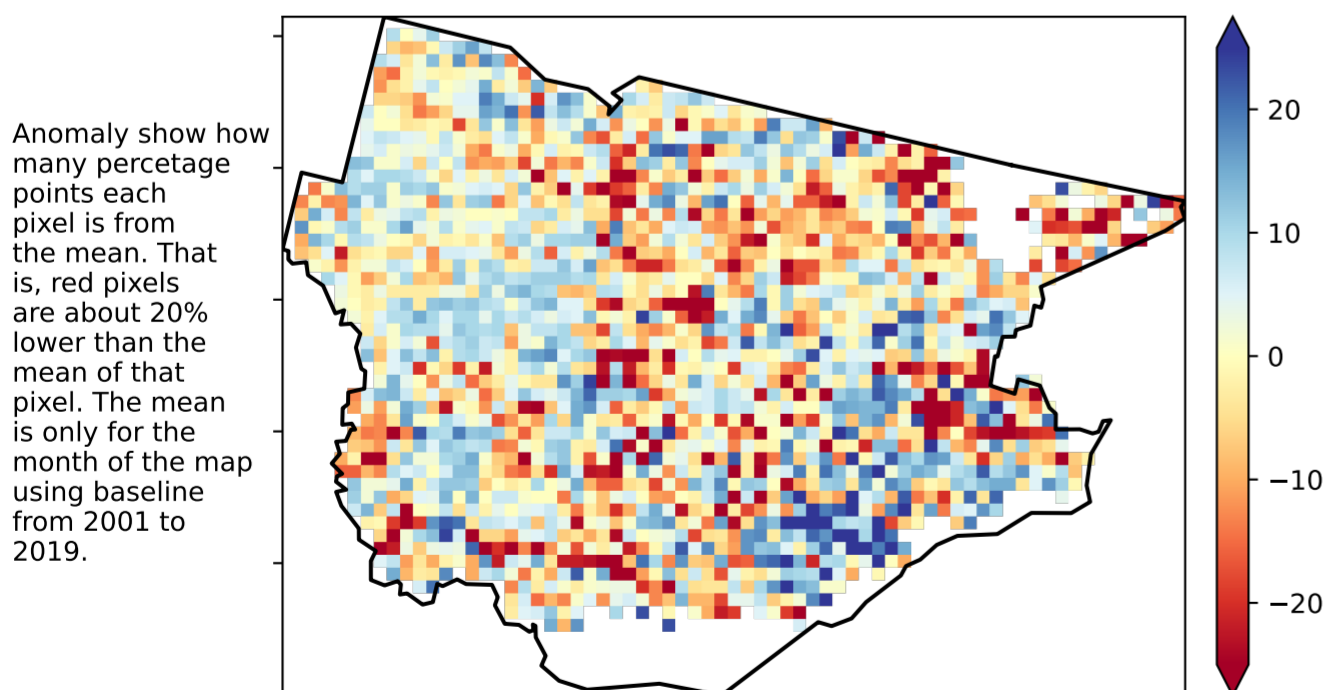 Anomaly show how
many percetage
points each
pixel is from
the mean. That
is, red pixels
are about 20%
lower than the
mean of that
pixel. The mean
is only for the
month of the map
using baseline
from 2001 to
2019.
20
10
0
−10
−20